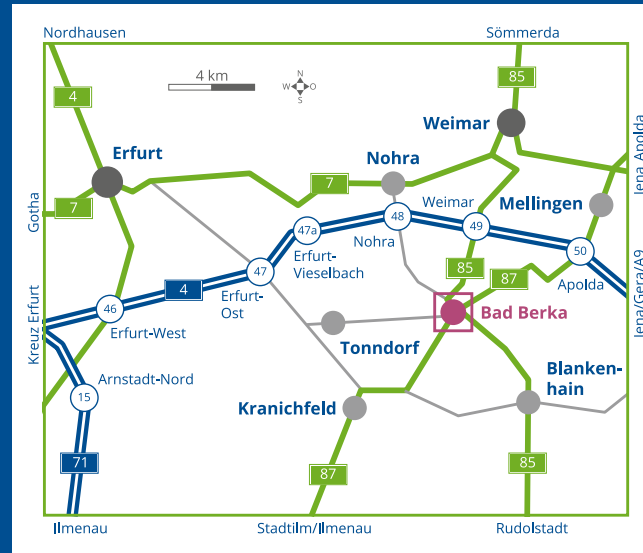 Nordhausen
Sömmerda
4 km
N
W O
S
85
4
Weimar
Erfurt
Nohra
7
Jena Apolda
Gotha
7
Mellingen
Weimar
47a
48
49
Nohra
50
Erfurt-
Vieselbach
85
87
Apolda
47
4
Erfurt-
Ost
Jena/Gera/A9
Kreuz Erfurt
46
Erfurt-West
Bad Berka
Tonndorf
Arnstadt-Nord
Blanken-
hain
15
Kranichfeld
71
87
85
Ilmenau
Stadtilm/Ilmenau
Rudolstadt